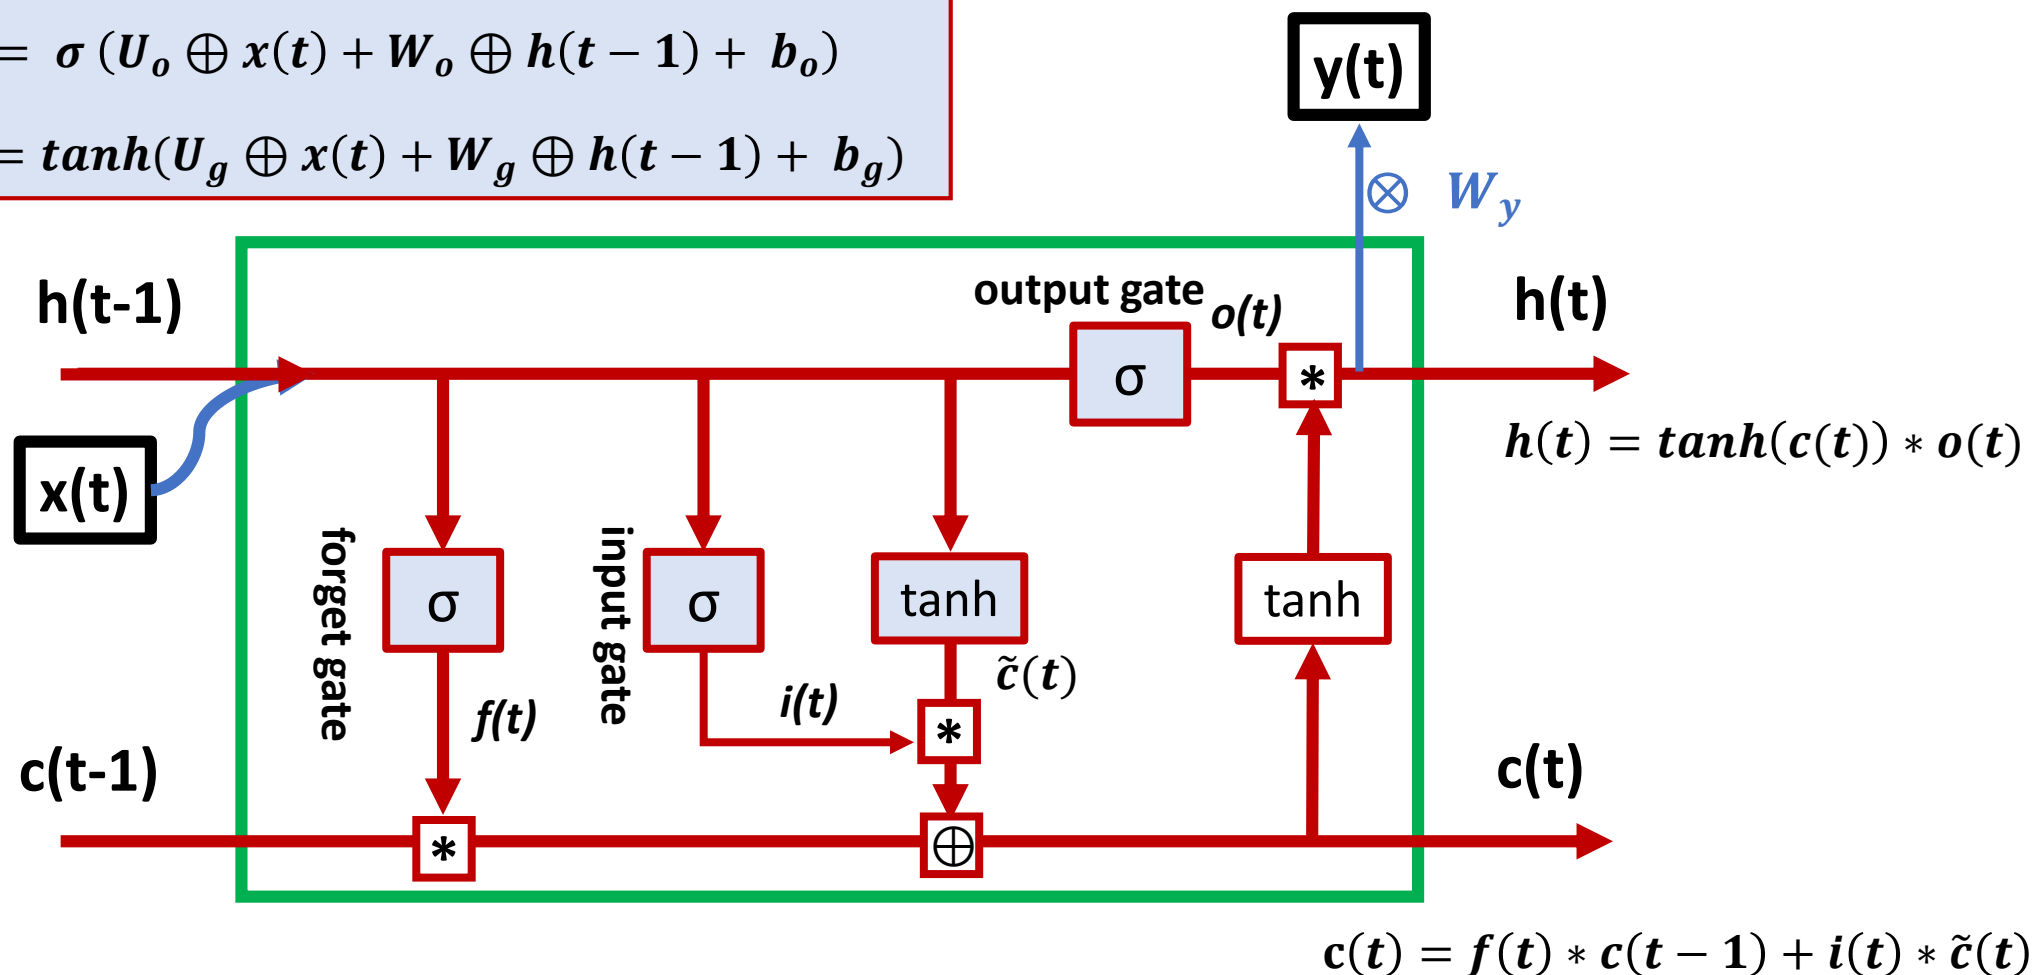 = σ (U_o ⊕ x(t) + W_o ⊕ h(t − 1) + b_o)
= tanh(U_g ⊕ x(t) + W_g ⊕ h(t − 1) + b_g)
y(t)
⊗ W_y
h(t-1)
output gate o(t)
h(t)
σ
*
h(t) = tanh(c(t)) * o(t)
x(t)
forget gate
input gate
σ
σ
tanh
tanh
c̃(t)
f(t)
i(t)
*
c(t-1)
c(t)
*
⊕
c(t) = f(t) * c(t − 1) + i(t) * c̃(t)